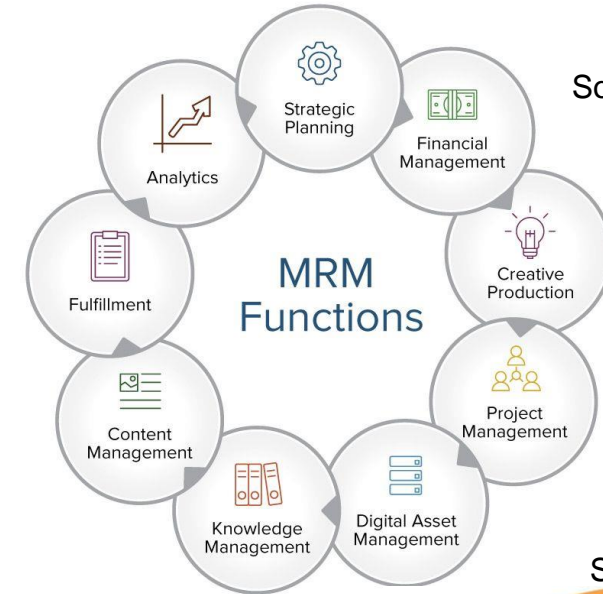 Strategic
Planning
Financial
Management
Creative
Production
Project
Management
Digital Asset
Management
Knowledge
Management
Content
Management
Fulfillment
Analytics
MRM
Functions